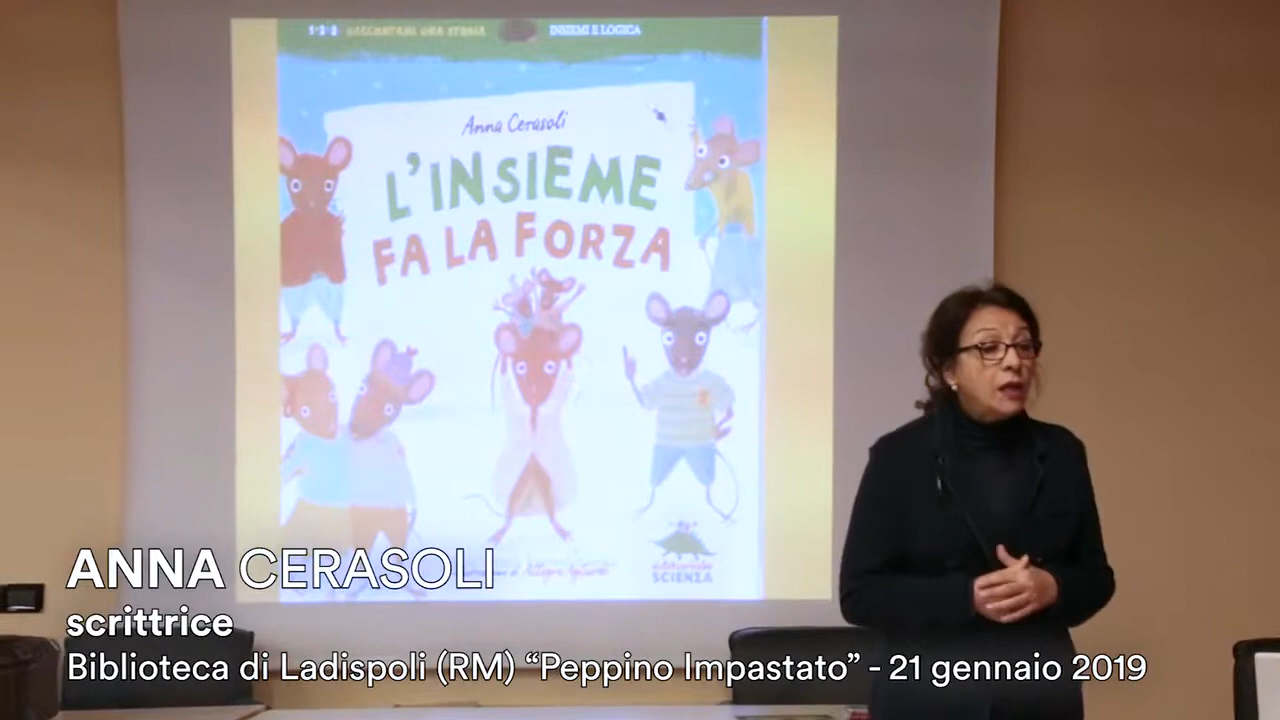 1·2·3 RACCONTAMI UNA STORIA INSIEMI E LOGICA
Anna Cerasoli
L'INSIEME
FA LA FORZA
editoriale
SCIENZA
ANNA CERASOLI
scrittrice
Biblioteca di Ladispoli (RM) “Peppino Impastato” - 21 gennaio 2019